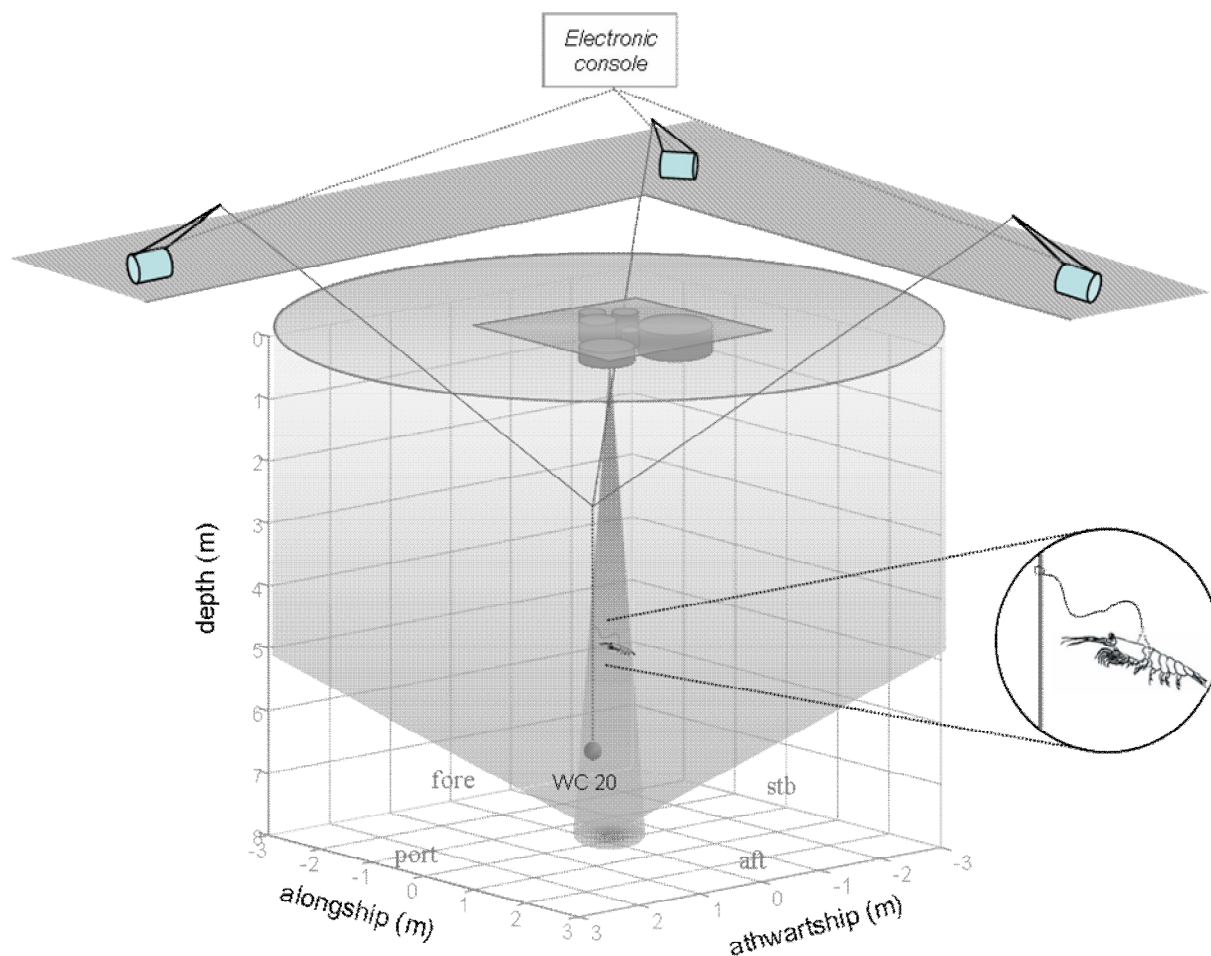 Electronic
console
0
1
2
3
4
5
6
7
8
depth (m)
WC 20
fore
stb
port
aft
-3
-2
-1
0
1
2
3
alongship (m)
3
2
1
0
-1
-2
-3
athwartship (m)